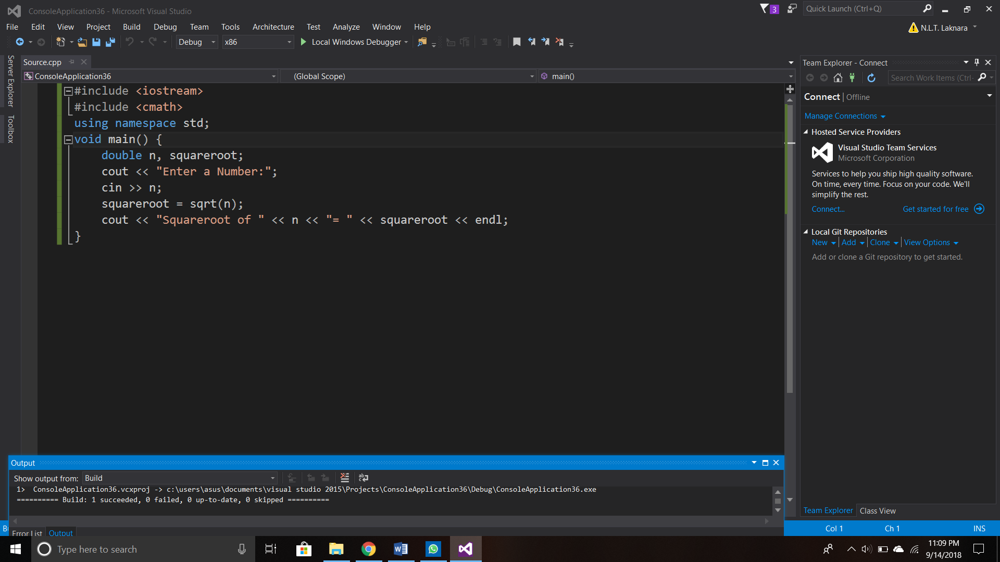 ConsoleApplication36 - Microsoft Visual Studio
3
Quick Launch (Ctrl+Q)
File Edit View Project Build Debug Team Tools Architecture Test Analyze Window Help
N.L.T. Laknara
Debug x86 Local Windows Debugger
Server Explorer
Toolbox
Source.cpp
ConsoleApplication36 (Global Scope) main()
#include <iostream>
#include <cmath>
using namespace std;
void main() {
double n, squareroot;
cout << "Enter a Number:";
cin >> n;
squareroot = sqrt(n);
cout << "Squareroot of " << n << "= " << squareroot << endl;
}
Team Explorer - Connect
Search Work Items (Ctrl-
Connect | Offline
Manage Connections
Hosted Service Providers
Visual Studio Team Services
Microsoft Corporation
Services to help you ship high quality software.
On time, every time. Focus on your code. We'll
simplify the rest.
Connect... Get started for free
Local Git Repositories
New Add Clone View Options
Add or clone a Git repository to get started.
Team Explorer Class View
Output
Show output from: Build
1> ConsoleApplication36.vcxproj -> c:\users\asus\documents\visual studio 2015\Projects\ConsoleApplication36\Debug\ConsoleApplication36.exe
========== Build: 1 succeeded, 0 failed, 0 up-to-date, 0 skipped ==========
Error List Output
Col 1 Ch 1 INS
Type here to search
11:09 PM
9/14/2018